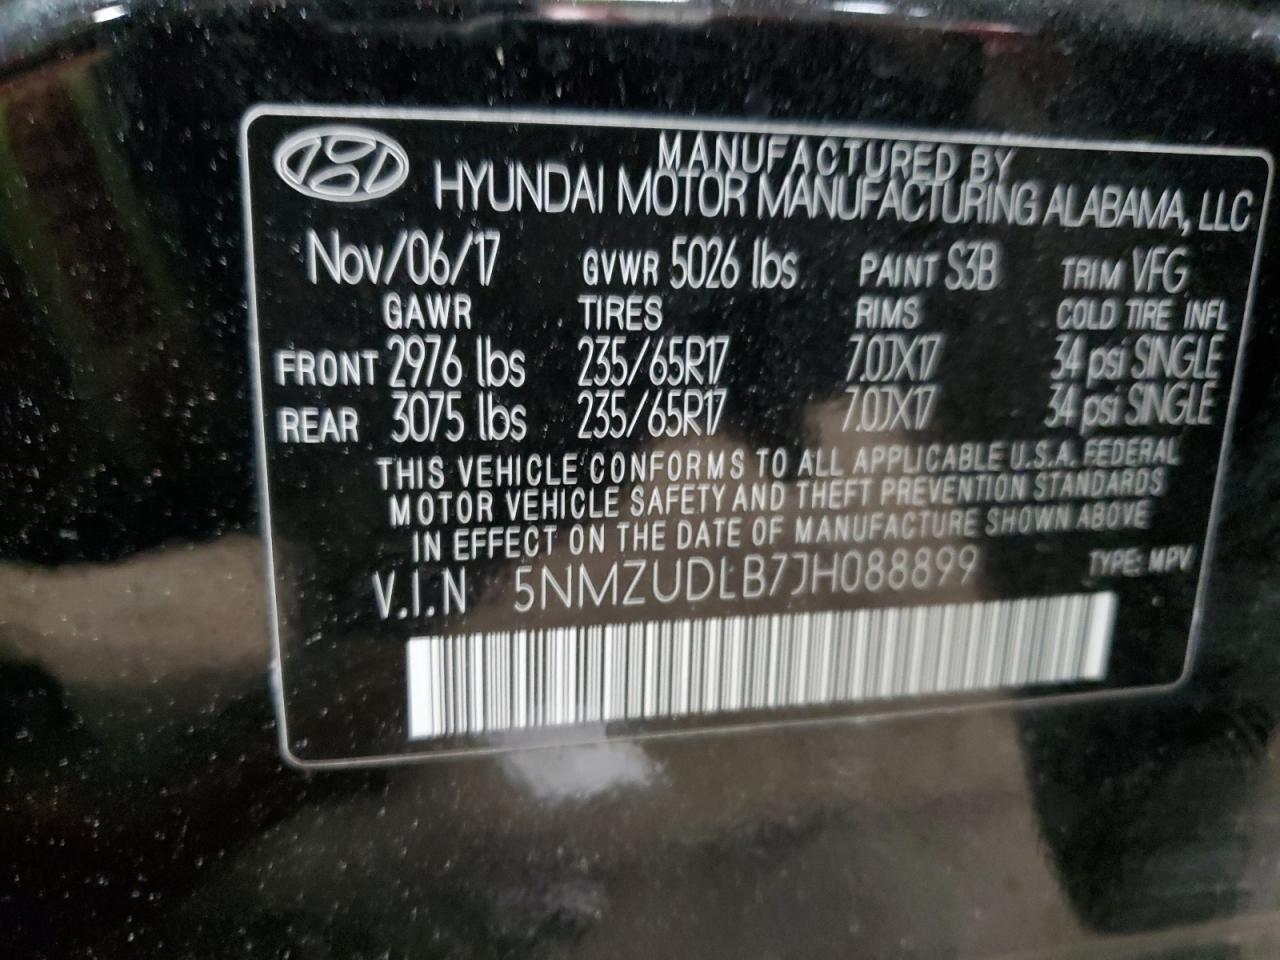 MANUFACTURED BY
HYUNDAI MOTOR MANUFACTURING ALABAMA, LLC
Nov/06/17 GVWR 5026 lbs PAINT S3B TRIM VFG
GAWR TIRES RIMS COLD TIRE INFL
FRONT 2976 lbs 235/65R17 7.0JX17 34 psi SINGLE
REAR 3075 lbs 235/65R17 7.0JX17 34 psi SINGLE
THIS VEHICLE CONFORMS TO ALL APPLICABLE U.S.A. FEDERAL
MOTOR VEHICLE SAFETY AND THEFT PREVENTION STANDARDS
IN EFFECT ON THE DATE OF MANUFACTURE SHOWN ABOVE
V.I.N 5NMZUDLB7JH088899 TYPE: MPV